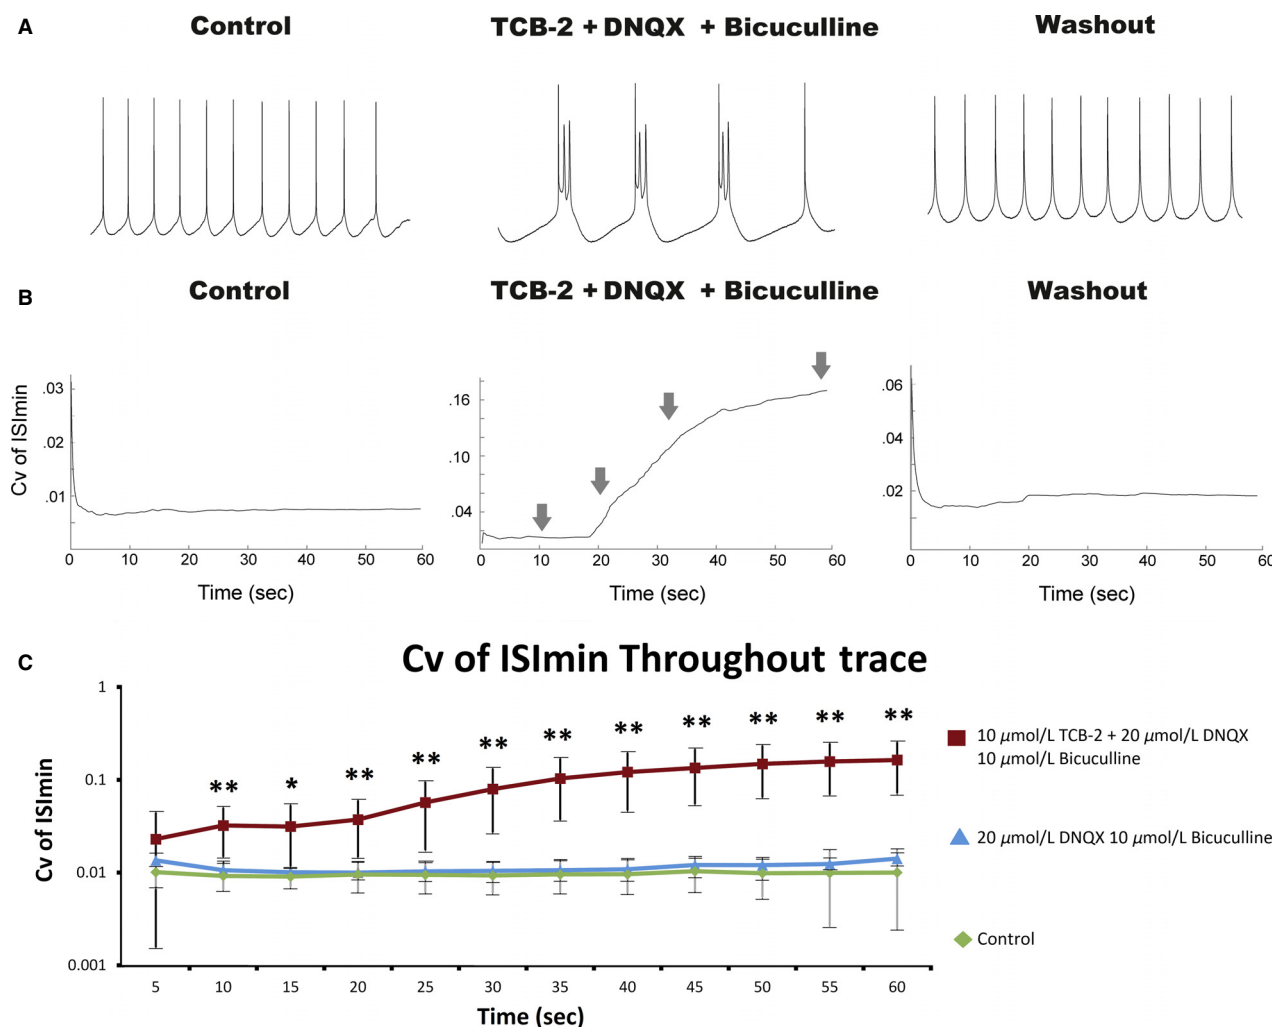 A
Control
TCB-2 + DNQX + Bicuculline
Washout
B
Control
TCB-2 + DNQX + Bicuculline
Washout
Cv of ISImin
.03
.02
.01
0 10 20 30 40 50 60
Time (sec)
.16
.10
.04
0 10 20 30 40 50 60
Time (sec)
.06
.04
.02
0 10 20 30 40 50 60
Time (sec)
C
Cv of ISImin Throughout trace
Cv of ISImin
1
0.1
0.01
0.001
** * ** ** ** ** ** ** ** ** **
5 10 15 20 25 30 35 40 45 50 55 60
Time (sec)
10 µmol/L TCB-2 + 20 µmol/L DNQX
10 µmol/L Bicuculline
20 µmol/L DNQX 10 µmol/L Bicuculline
Control